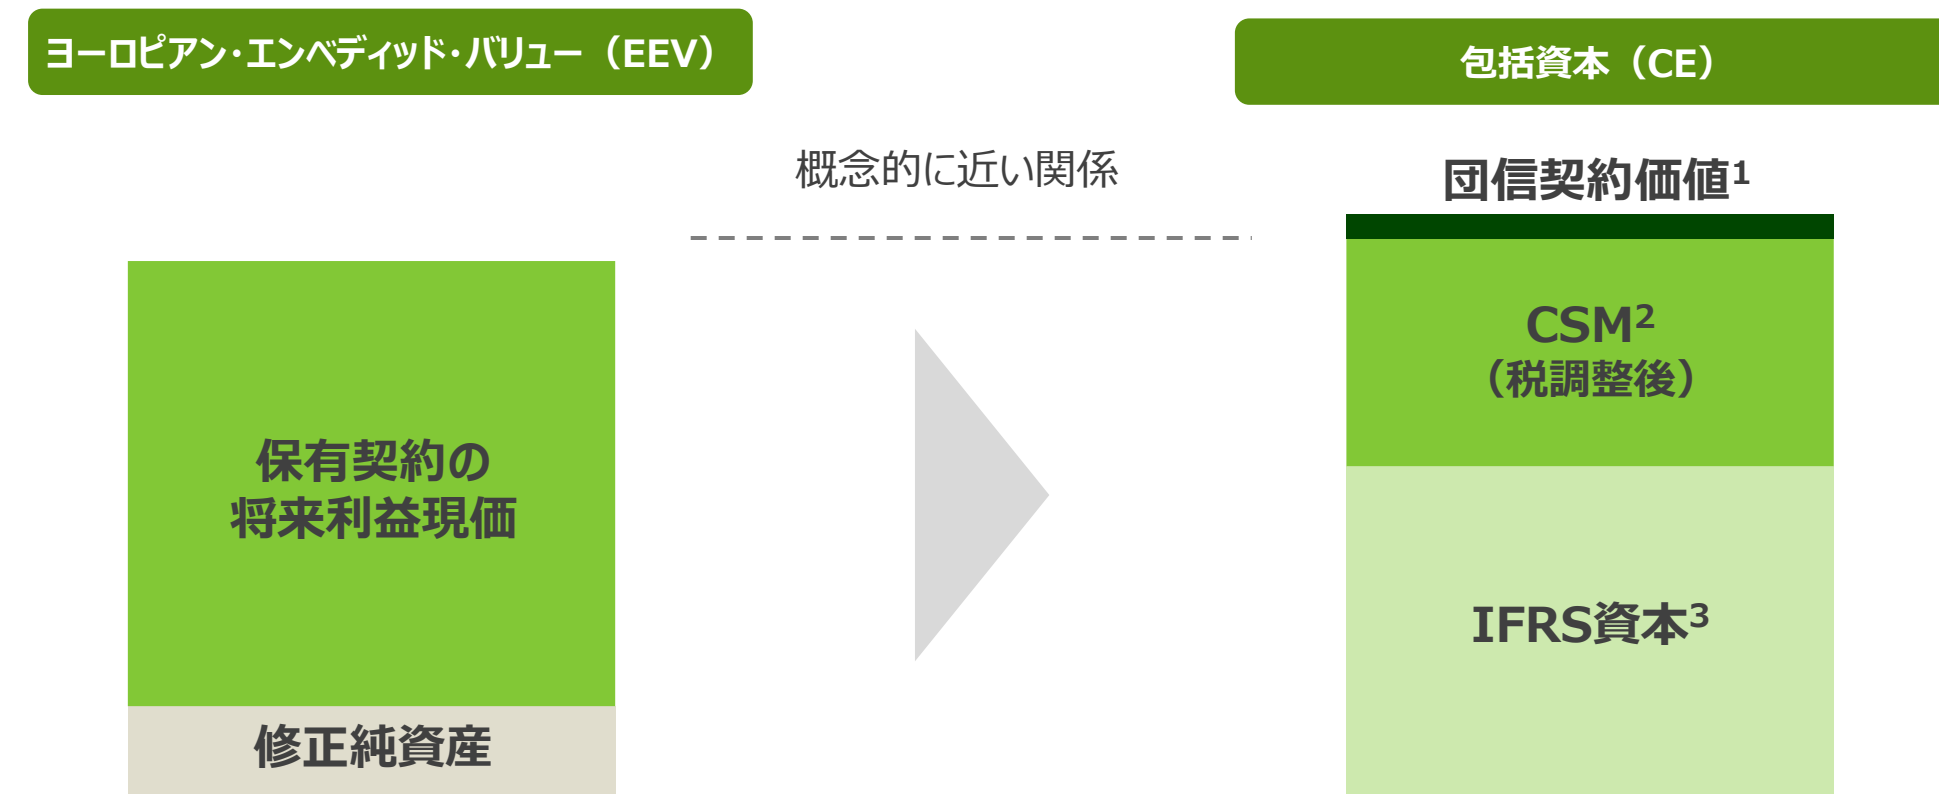 ヨーロピアン・エンベディッド・バリュー（EEV）
包括資本（CE）
概念的に近い関係
団信契約価値1
CSM2
（税調整後）
保有契約の
将来利益現価
IFRS資本3
修正純資産